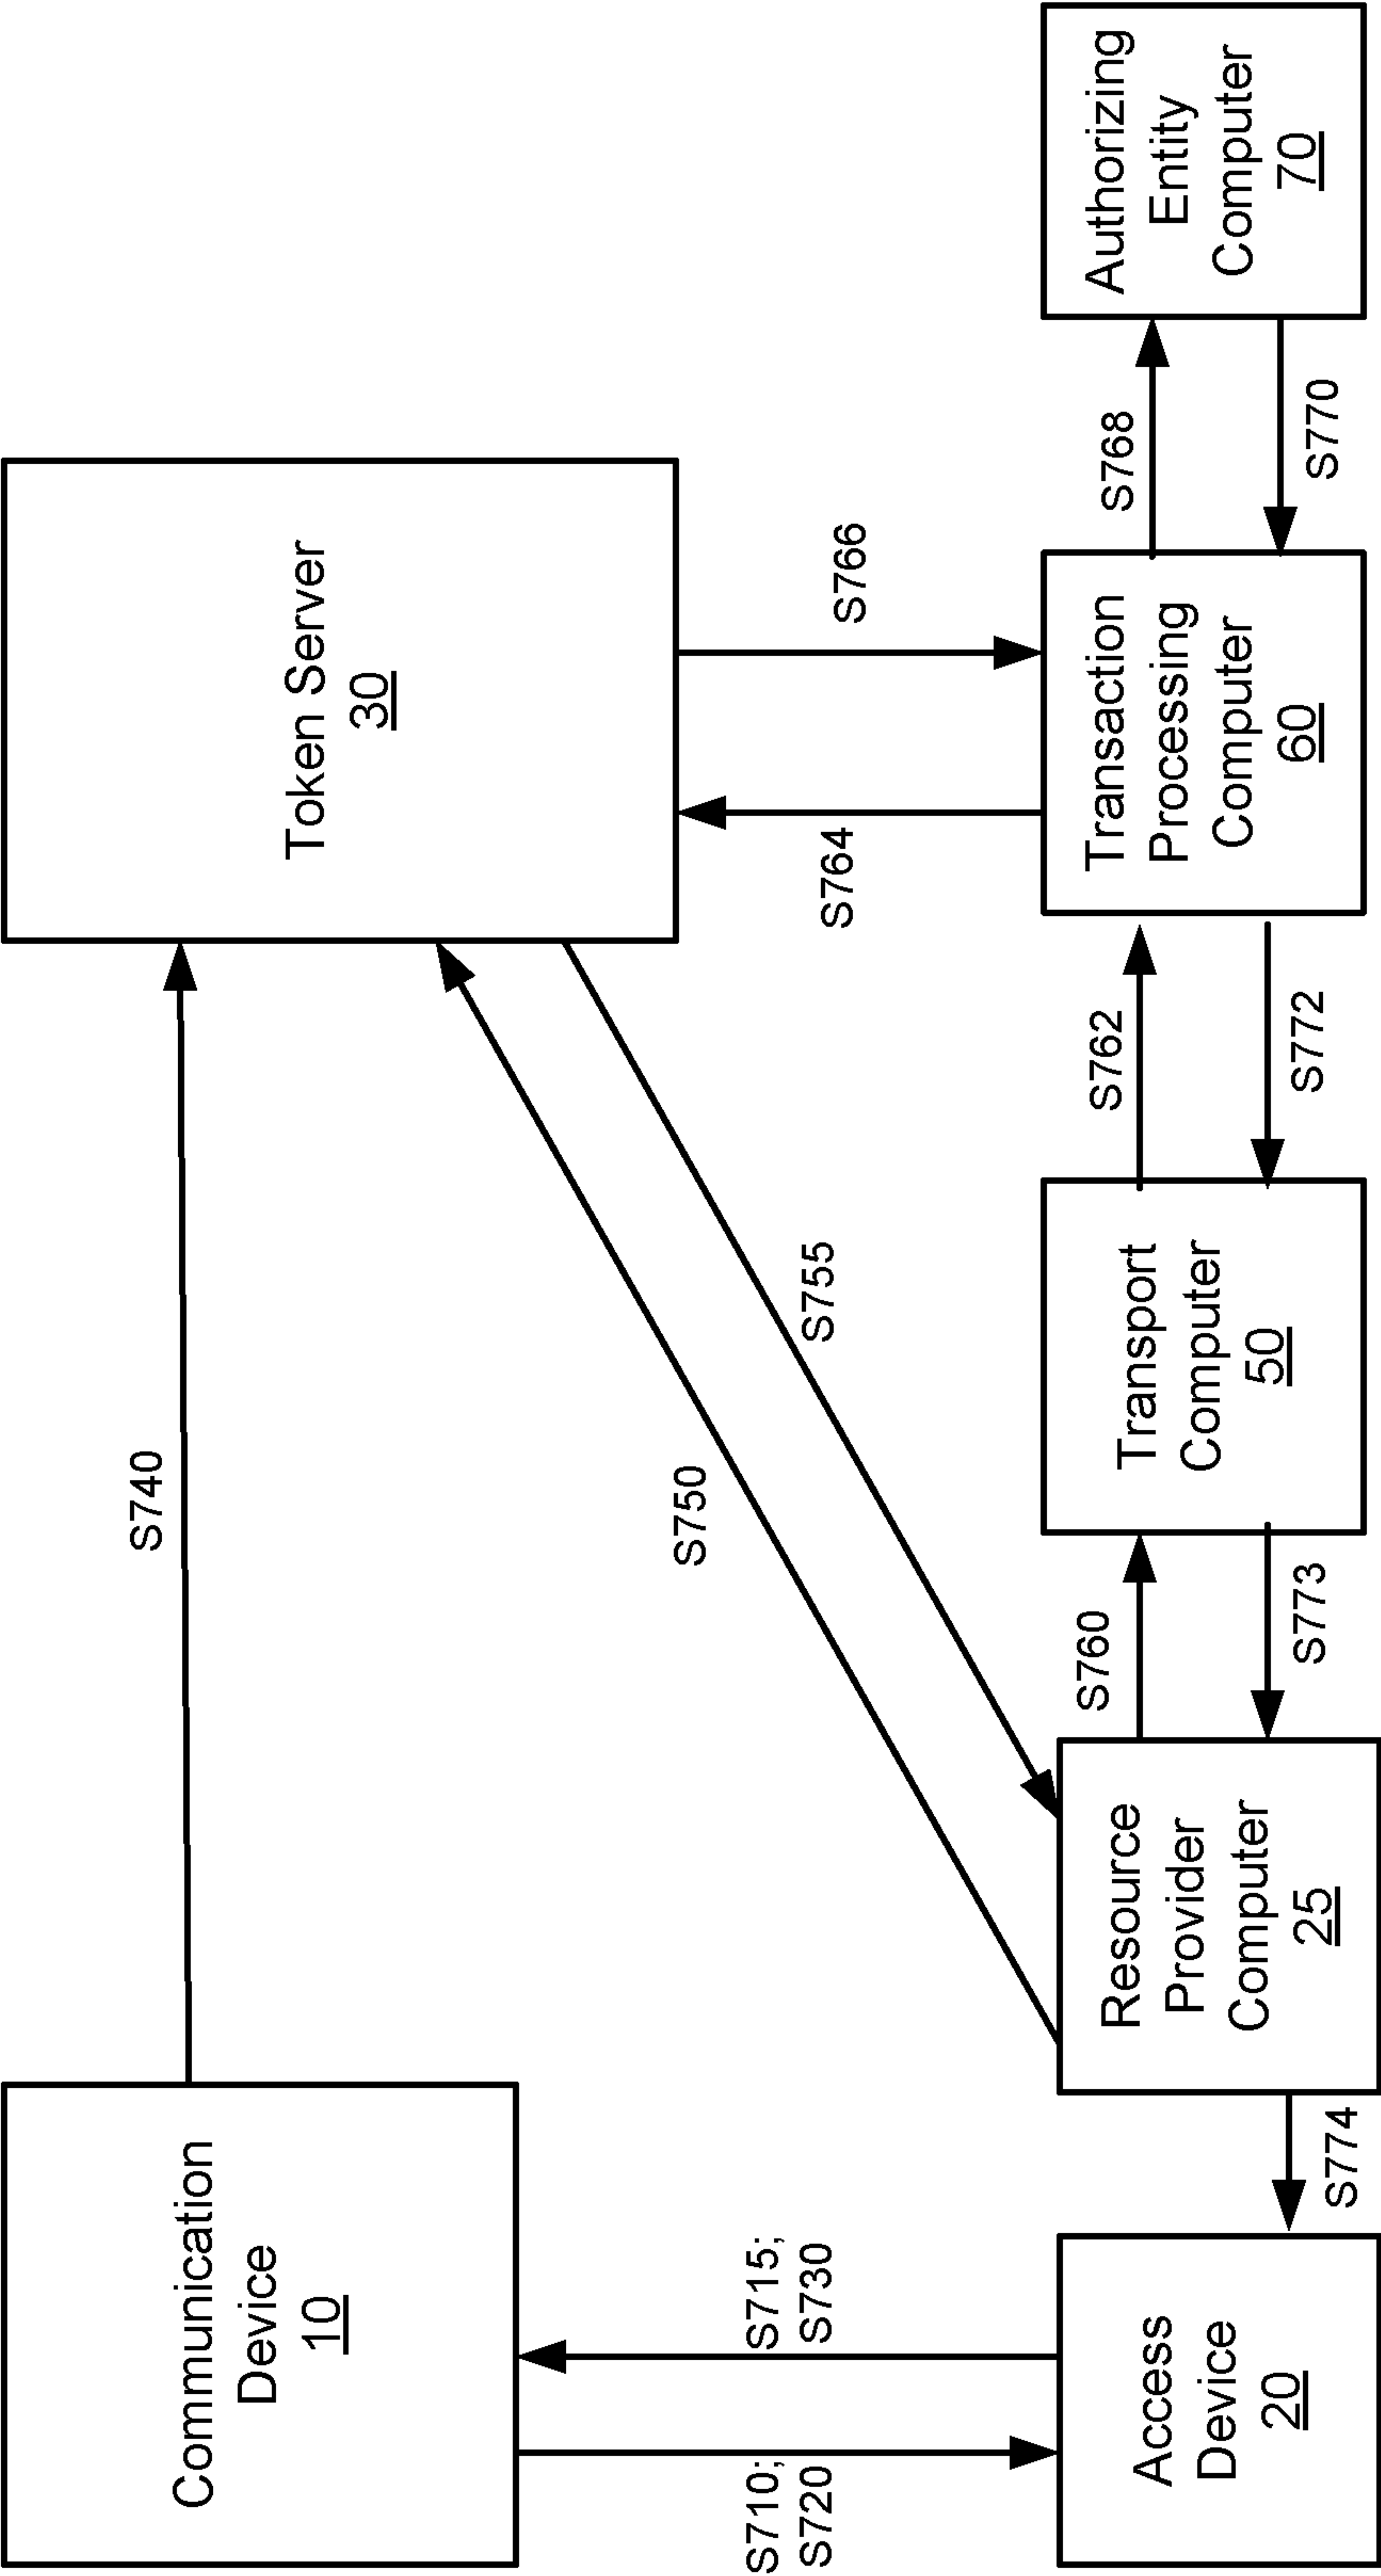 Communication
Device
10
S740
Token Server
30
S710;
S720
S715;
S730
S750
S755
S764
S766
Access
Device
20
S774
Resource
Provider
Computer
25
S760
S773
Transport
Computer
50
S762
S772
Transaction
Processing
Computer
60
S768
S770
Authorizing
Entity
Computer
70